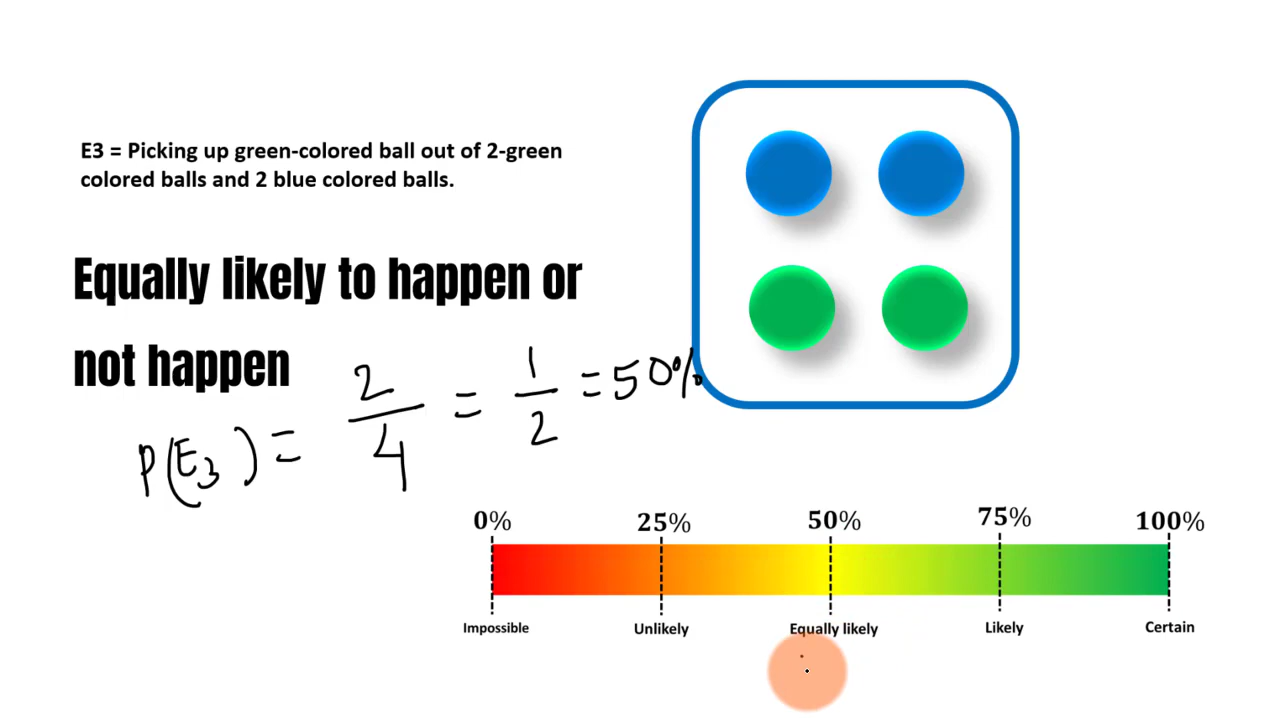 E3 = Picking up green-colored ball out of 2-green
colored balls and 2 blue colored balls.
Equally likely to happen or
not happen
P(E3) = 2/4 = 1/2 = 50%
0% 25% 50% 75% 100%
Impossible Unlikely Equally likely Likely Certain